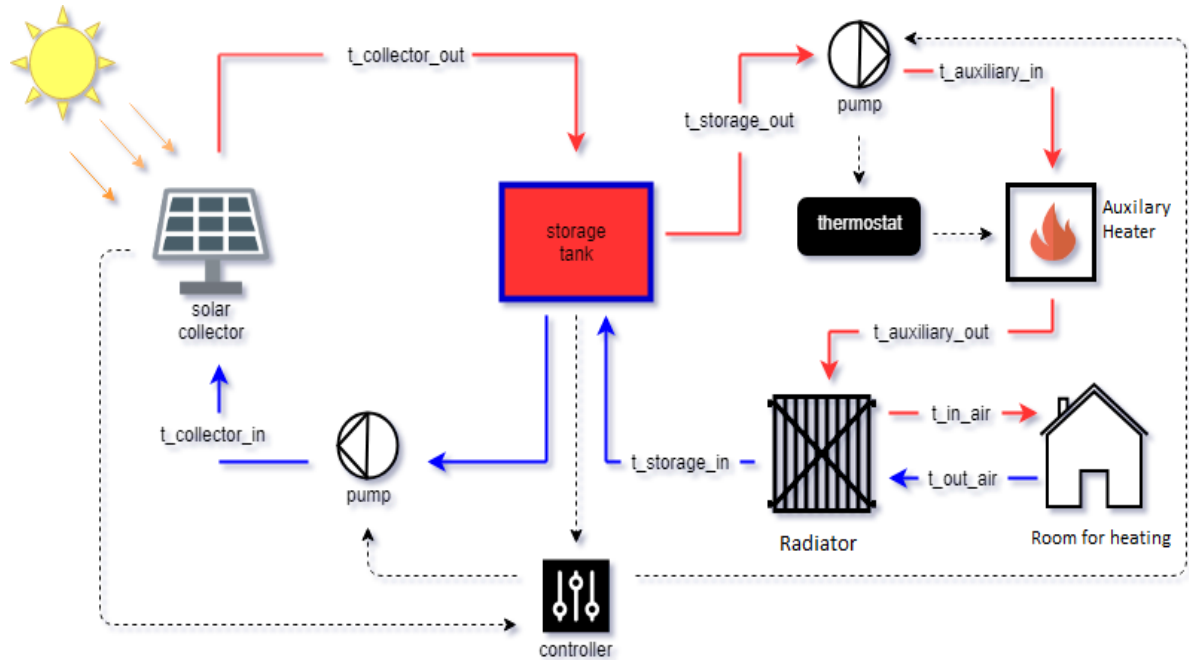 t_collector_out
t_storage_out
pump
t_auxiliary_in
thermostat
Auxilary
Heater
storage
tank
solar
collector
t_auxiliary_out
t_collector_in
pump
t_storage_in
t_in_air
t_out_air
Radiator
Room for heating
controller